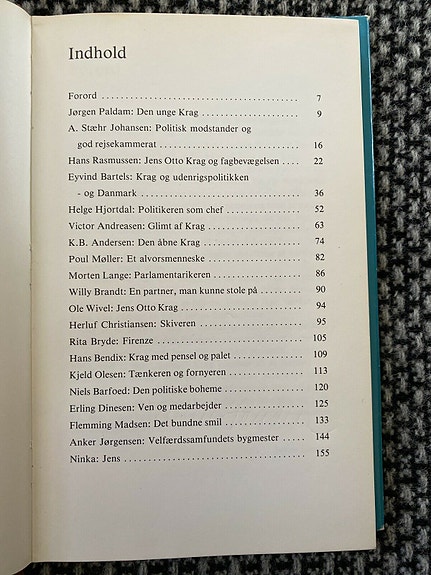 Indhold
Forord 7
Jørgen Paldam: Den unge Krag 9
A. Stæhr Johansen: Politisk modstander og
god rejsekammerat 16
Hans Rasmussen: Jens Otto Krag og fagbevægelsen 22
Eyvind Bartels: Krag og udenrigspolitikken
- og Danmark 36
Helge Hjortdal: Politikeren som chef 52
Victor Andreasen: Glimt af Krag 63
K.B. Andersen: Den åbne Krag 74
Poul Møller: Et alvorsmenneske 82
Morten Lange: Parlamentarikeren 86
Willy Brandt: En partner, man kunne stole på 90
Ole Wivel: Jens Otto Krag 94
Herluf Christiansen: Skiveren 95
Rita Bryde: Firenze 105
Hans Bendix: Krag med pensel og palet 109
Kjeld Olesen: Tænkeren og fornyeren 113
Niels Barfoed: Den politiske boheme 120
Erling Dinesen: Ven og medarbejder 125
Flemming Madsen: Det bundne smil 133
Anker Jørgensen: Velfærdssamfundets bygmester 144
Ninka: Jens 155